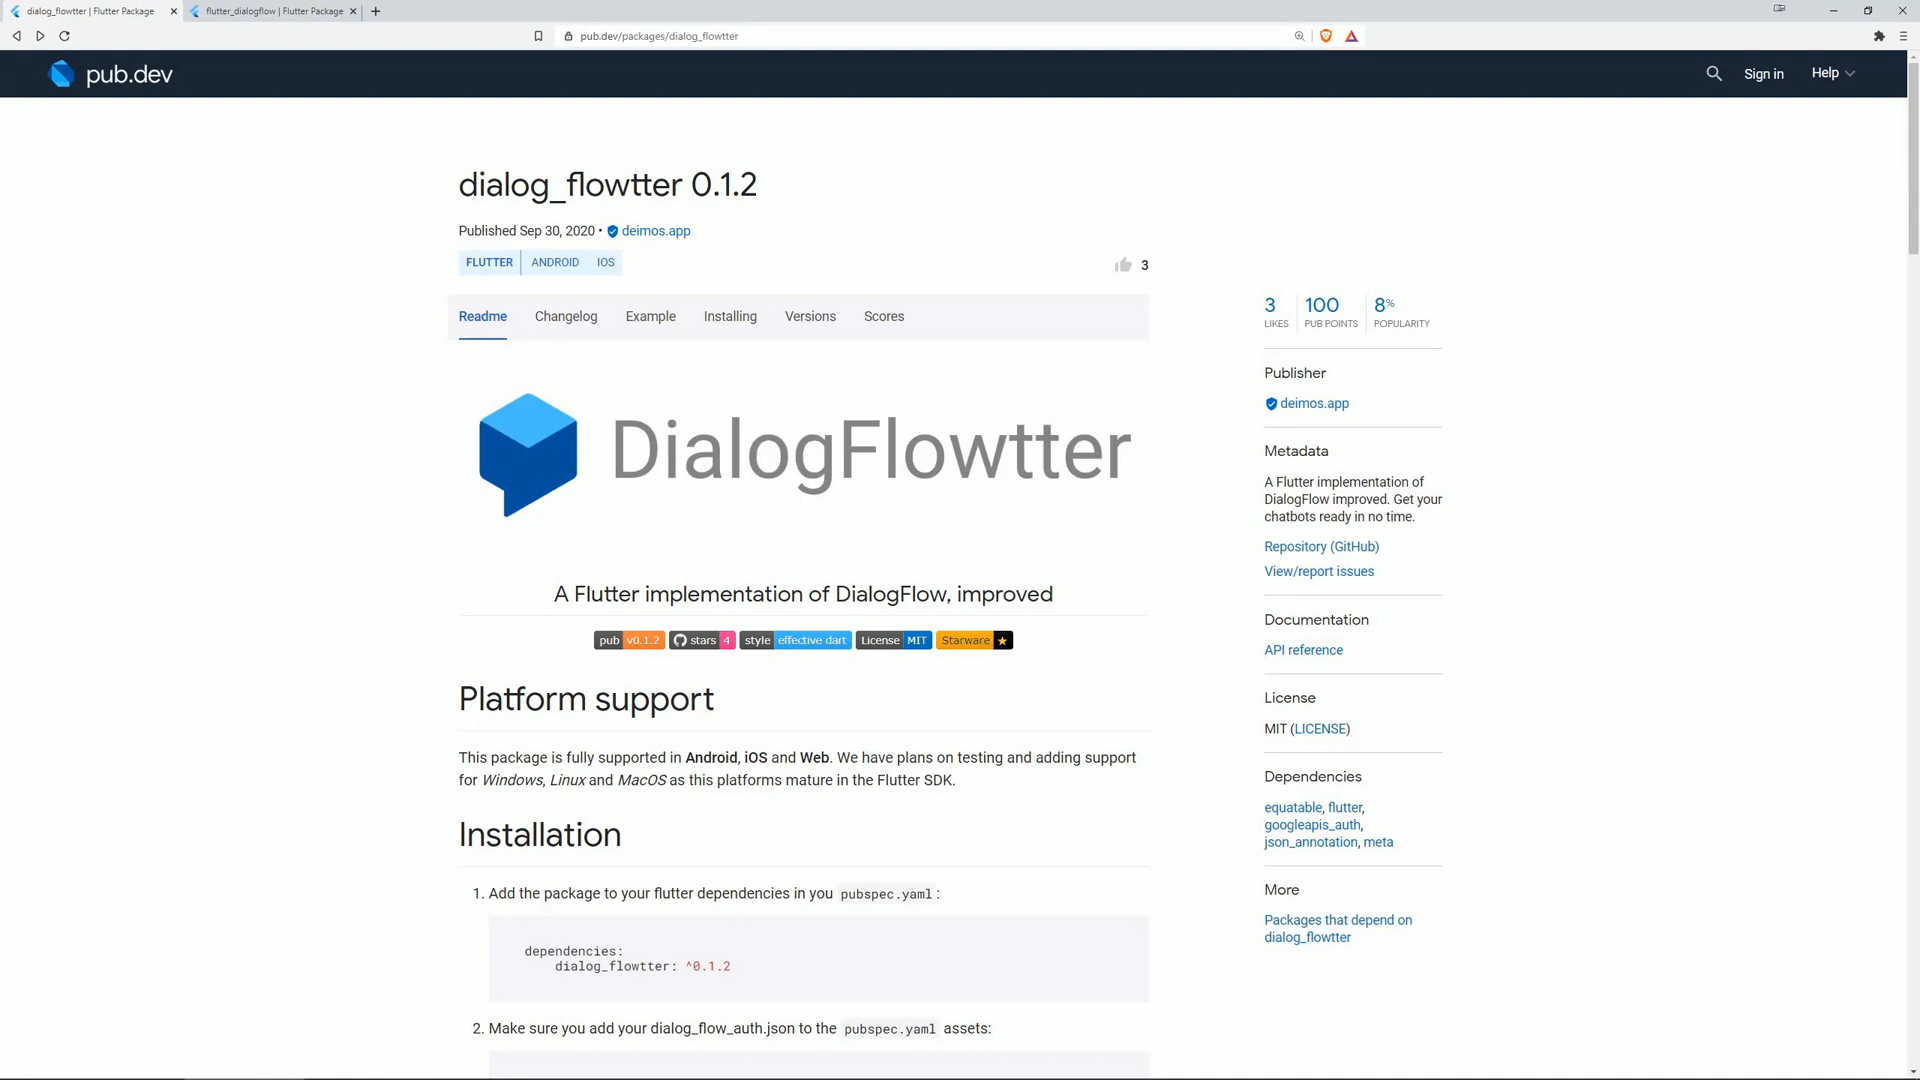 dialog_flowtter | Flutter Package
flutter_dialogflow | Flutter Package
pub.dev/packages/dialog_flowtter
pub.dev
Sign in
Help
dialog_flowtter 0.1.2
Published Sep 30, 2020 • deimos.app
FLUTTER ANDROID IOS
3
Readme Changelog Example Installing Versions Scores
DialogFlowtter
A Flutter implementation of DialogFlow, improved
pub v0.1.2 stars 4 style effective dart License MIT Starware ★
Platform support
This package is fully supported in Android, iOS and Web. We have plans on testing and adding support
for Windows, Linux and MacOS as this platforms mature in the Flutter SDK.
Installation
1. Add the package to your flutter dependencies in you pubspec.yaml :
dependencies:
dialog_flowtter: ^0.1.2
2. Make sure you add your dialog_flow_auth.json to the pubspec.yaml assets:
3 100 8%
LIKES PUB POINTS POPULARITY
Publisher
deimos.app
Metadata
A Flutter implementation of
DialogFlow improved. Get your
chatbots ready in no time.
Repository (GitHub)
View/report issues
Documentation
API reference
License
MIT (LICENSE)
Dependencies
equatable, flutter,
googleapis_auth,
json_annotation, meta
More
Packages that depend on
dialog_flowtter